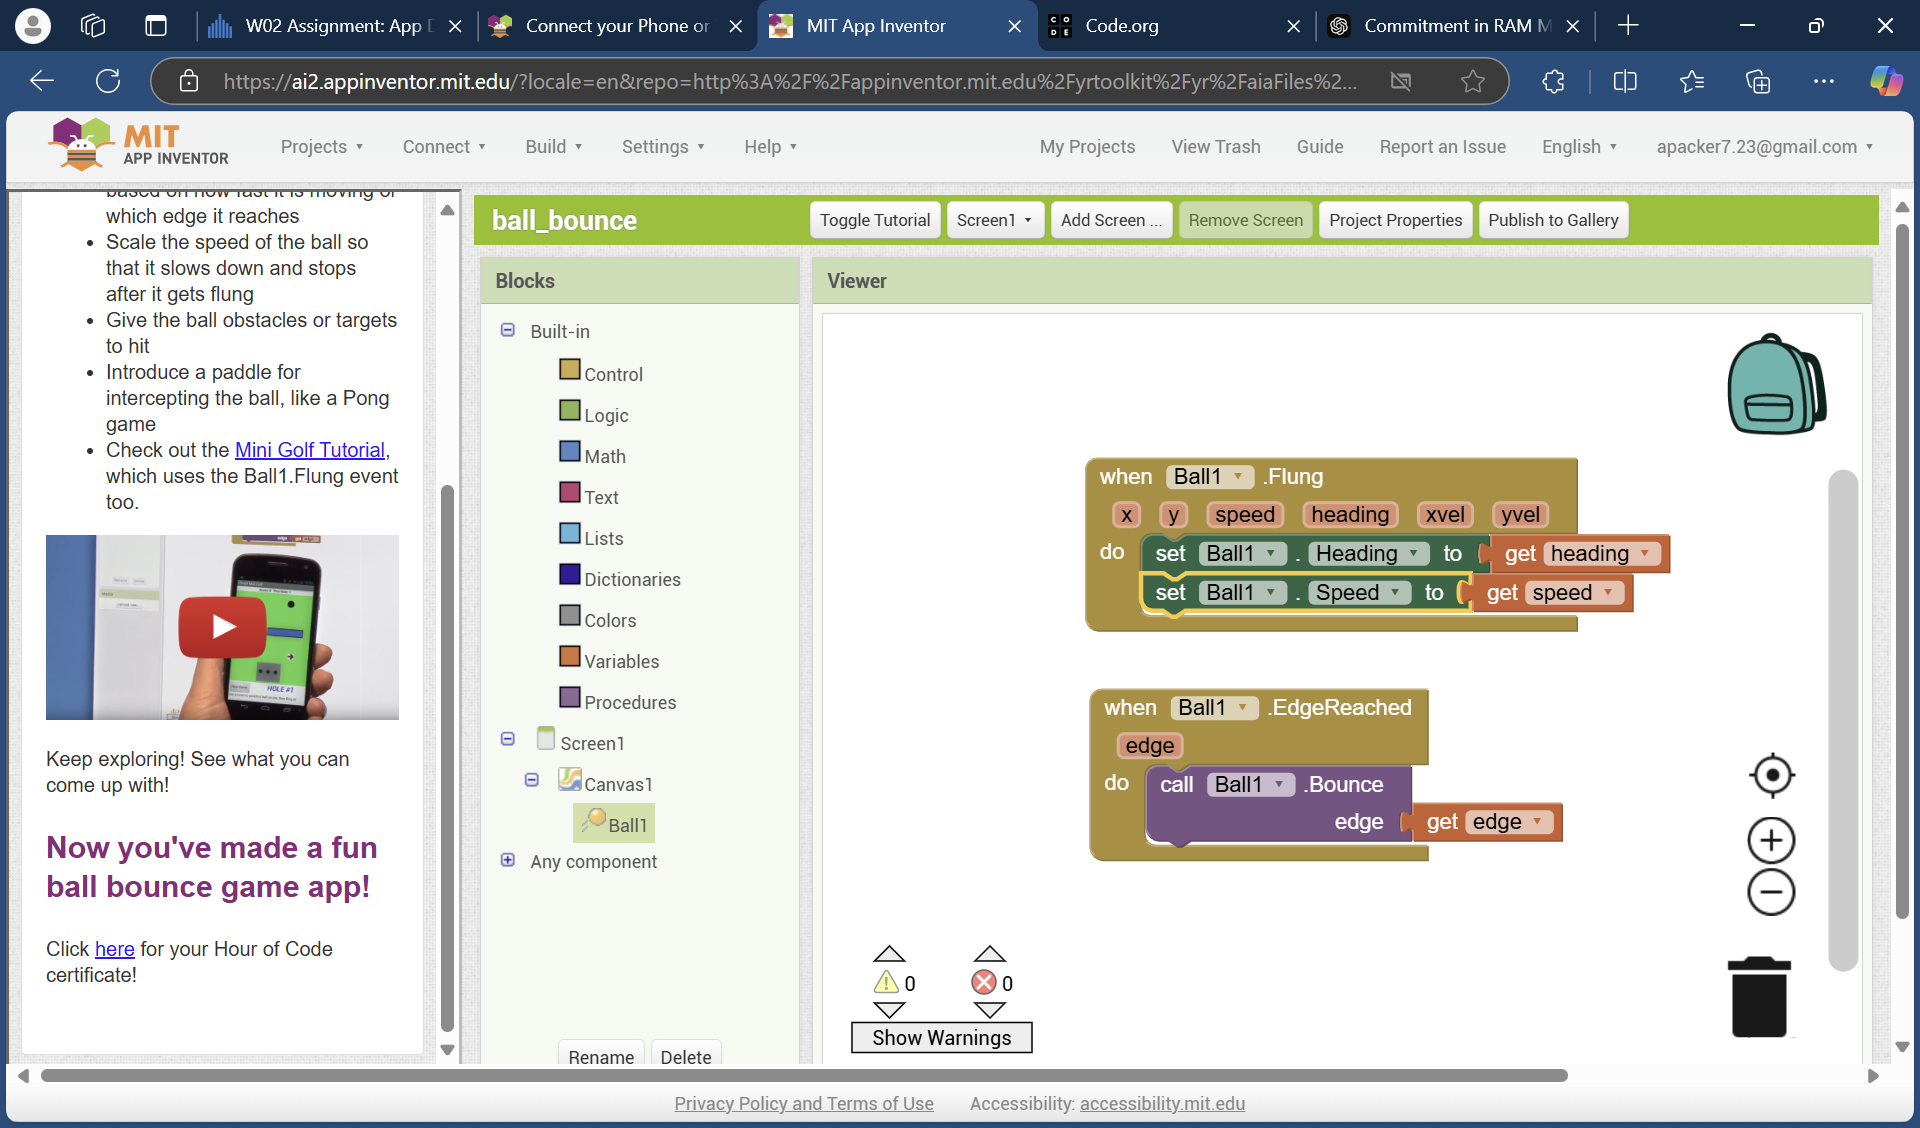 W02 Assignment: App D
Connect your Phone or
MIT App Inventor
Code.org
Commitment in RAM M
https://ai2.appinventor.mit.edu/?locale=en&repo=http%3A%2F%2Fappinventor.mit.edu%2Fyrtoolkit%2Fyr%2FaiaFiles%2...
MIT
APP INVENTOR
Projects
Connect
Build
Settings
Help
My Projects
View Trash
Guide
Report an Issue
English
apacker7.23@gmail.com
based on how fast it is moving or
which edge it reaches
• Scale the speed of the ball so
that it slows down and stops
after it gets flung
• Give the ball obstacles or targets
to hit
• Introduce a paddle for
intercepting the ball, like a Pong
game
• Check out the Mini Golf Tutorial,
which uses the Ball1.Flung event
too.
HOLE #1
Keep exploring! See what you can
come up with!
Now you've made a fun
ball bounce game app!
Click here for your Hour of Code
certificate!
ball_bounce
Toggle Tutorial
Screen1
Add Screen ...
Remove Screen
Project Properties
Publish to Gallery
Blocks
Built-in
Control
Logic
Math
Text
Lists
Dictionaries
Colors
Variables
Procedures
Screen1
Canvas1
Ball1
Any component
Rename
Delete
Viewer
when Ball1 .Flung
x y speed heading xvel yvel
do set Ball1 . Heading to get heading
set Ball1 . Speed to get speed
when Ball1 .EdgeReached
edge
do call Ball1 .Bounce
edge get edge
0
0
Show Warnings
Privacy Policy and Terms of Use
Accessibility: accessibility.mit.edu